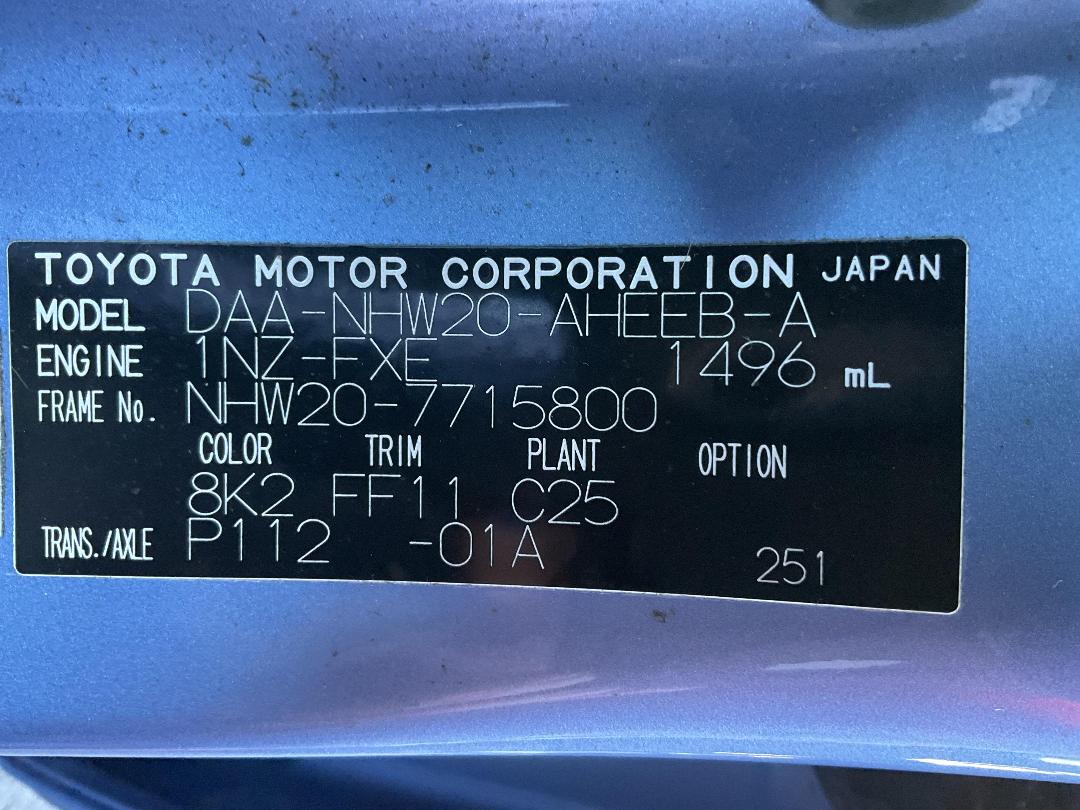 TOYOTA MOTOR CORPORATION JAPAN
MODEL DAA-NHW20-AHEEB-A
ENGINE 1NZ-FXE 1496 mL
FRAME No. NHW20-7715800
COLOR TRIM PLANT OPTION
8K2 FF11 C25
TRANS./AXLE P112 -01A
251